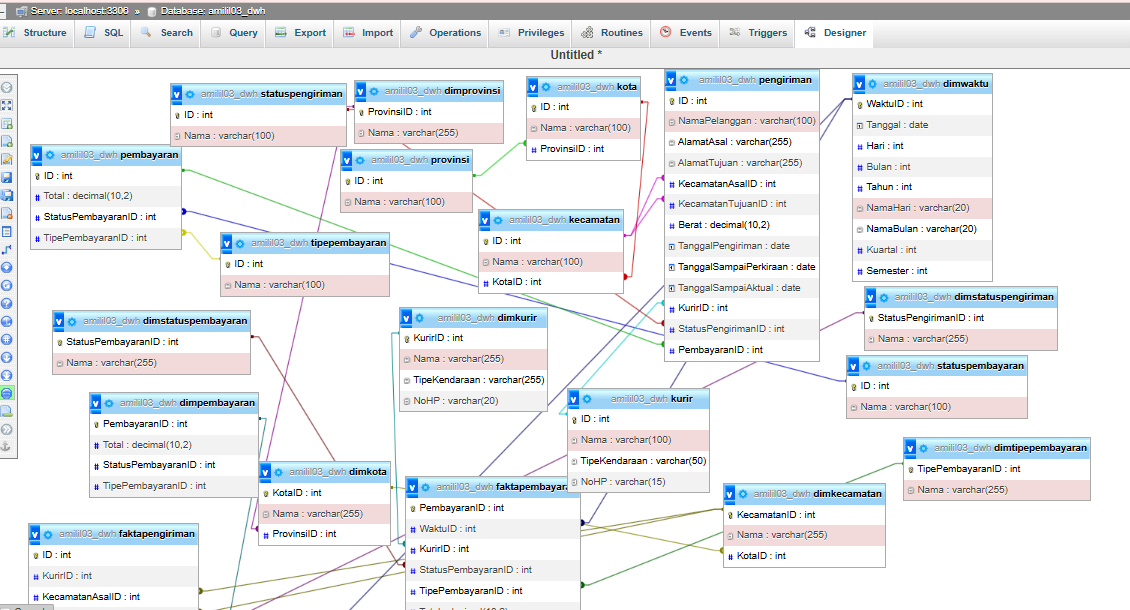 Server: localhost:3306 » Database: amilil03_dwh
Structure SQL Search Query Export Import Operations Privileges Routines Events Triggers Designer
Untitled *
amilil03_dwh statuspengiriman
ID : int
Nama : varchar(100)
amilil03_dwh dimprovinsi
ProvinsiID : int
Nama : varchar(255)
amilil03_dwh kota
ID : int
Nama : varchar(100)
ProvinsiID : int
amilil03_dwh pengiriman
ID : int
NamaPelanggan : varchar(100)
AlamatAsal : varchar(255)
AlamatTujuan : varchar(255)
KecamatanAsalID : int
KecamatanTujuanID : int
Berat : decimal(10,2)
TanggalPengiriman : date
TanggalSampaiPerkiraan : date
TanggalSampaiAktual : date
KurirID : int
StatusPengirimanID : int
PembayaranID : int
amilil03_dwh dimwaktu
WaktuID : int
Tanggal : date
Hari : int
Bulan : int
Tahun : int
NamaHari : varchar(20)
NamaBulan : varchar(20)
Kuartal : int
Semester : int
amilil03_dwh pembayaran
ID : int
Total : decimal(10,2)
StatusPembayaranID : int
TipePembayaranID : int
amilil03_dwh provinsi
ID : int
Nama : varchar(100)
amilil03_dwh kecamatan
ID : int
Nama : varchar(100)
KotaID : int
amilil03_dwh tipepembayaran
ID : int
Nama : varchar(100)
amilil03_dwh dimstatuspengiriman
StatusPengirimanID : int
Nama : varchar(255)
amilil03_dwh dimstatuspembayaran
StatusPembayaranID : int
Nama : varchar(255)
amilil03_dwh dimkurir
KurirID : int
Nama : varchar(255)
TipeKendaraan : varchar(255)
NoHP : varchar(20)
amilil03_dwh statuspembayaran
ID : int
Nama : varchar(100)
amilil03_dwh dimpembayaran
PembayaranID : int
Total : decimal(10,2)
StatusPembayaranID : int
TipePembayaranID : int
amilil03_dwh kurir
ID : int
Nama : varchar(100)
TipeKendaraan : varchar(50)
NoHP : varchar(15)
amilil03_dwh dimtipepembayaran
TipePembayaranID : int
Nama : varchar(255)
amilil03_dwh dimkota
KotaID : int
Nama : varchar(255)
ProvinsiID : int
amilil03_dwh faktapembayar
PembayaranID : int
WaktuID : int
KurirID : int
StatusPembayaranID : int
TipePembayaranID : int
amilil03_dwh dimkecamatan
KecamatanID : int
Nama : varchar(255)
KotaID : int
amilil03_dwh faktapengiriman
ID : int
KurirID : int
KecamatanAsalID : int